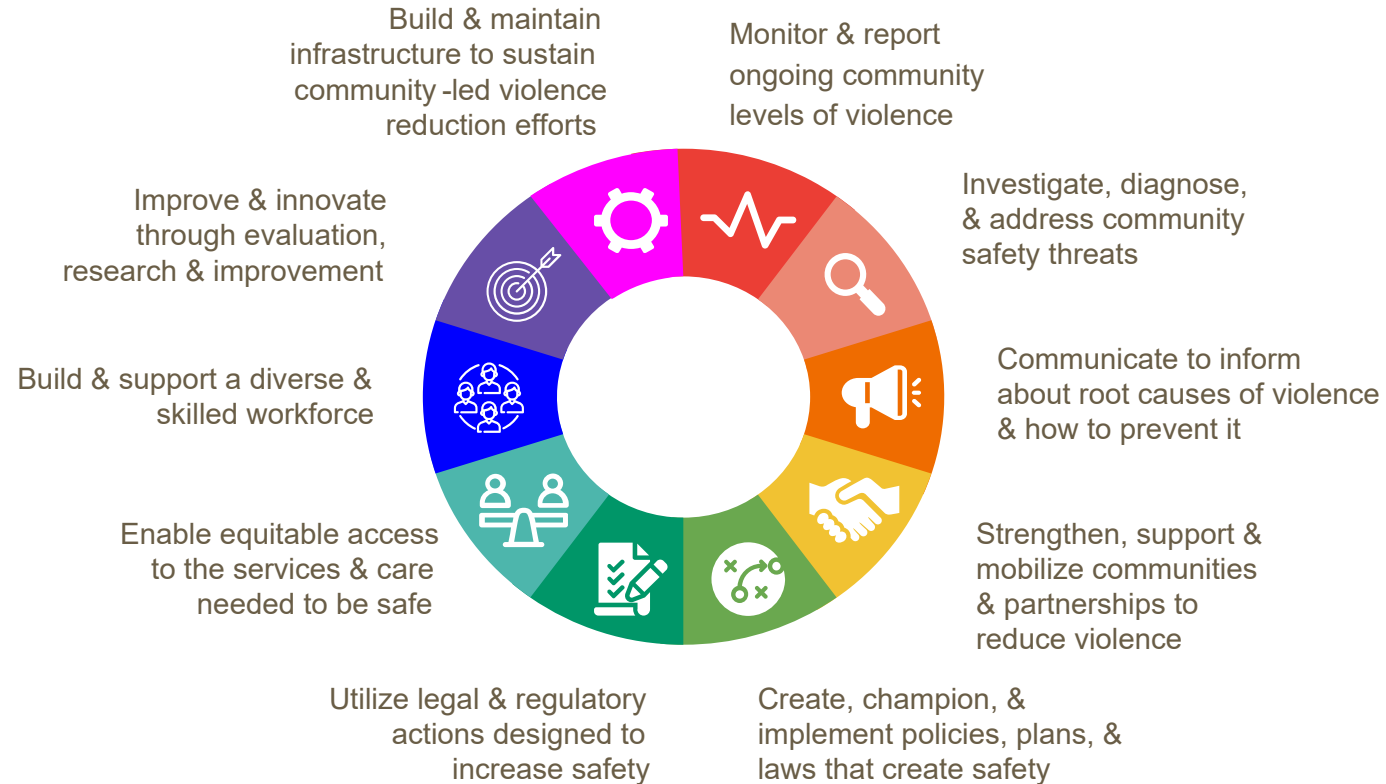 Build & maintain
infrastructure to sustain
community -led violence
reduction efforts
Monitor & report
ongoing community
levels of violence
Investigate, diagnose,
& address community
safety threats
Communicate to inform
about root causes of violence
& how to prevent it
Strengthen, support &
mobilize communities
& partnerships to
reduce violence
Create, champion, &
implement policies, plans, &
laws that create safety
Utilize legal & regulatory
actions designed to
increase safety
Enable equitable access
to the services & care
needed to be safe
Build & support a diverse &
skilled workforce
Improve & innovate
through evaluation,
research & improvement